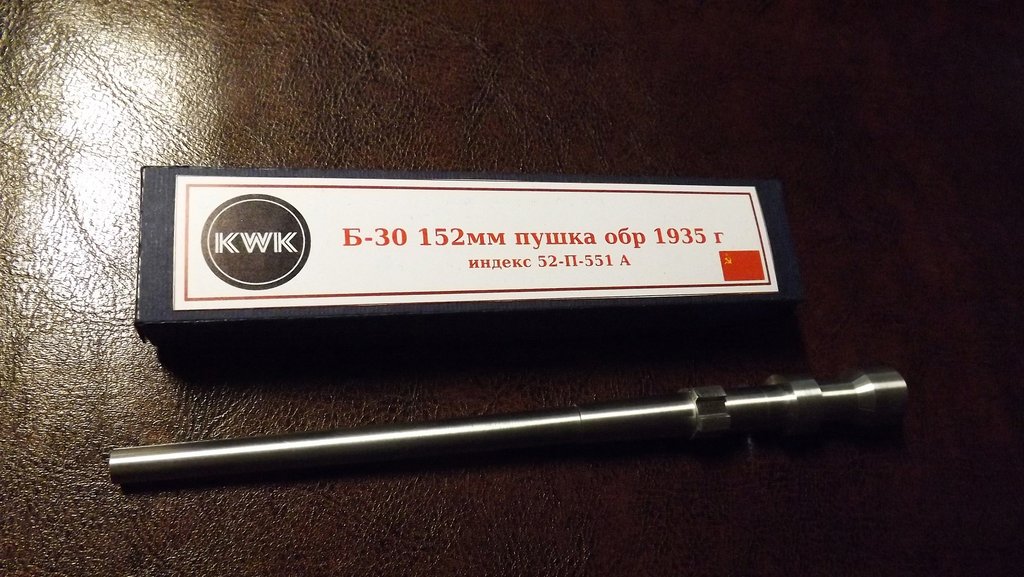 KWK
Б-30 152мм пушка обр 1935 г
индекс 52-П-551 А